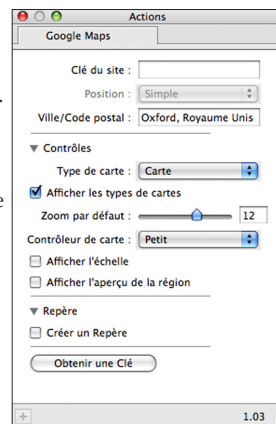 Actions
Google Maps
Clé du site :
Position : Simple
Ville/Code postal : Oxford, Royaume Unis
Contrôles
Type de carte : Carte
Afficher les types de cartes
Zoom par défaut : 12
Contrôleur de carte : Petit
Afficher l'échelle
Afficher l'aperçu de la région
Repère
Créer un Repère
Obtenir une Clé
1.03